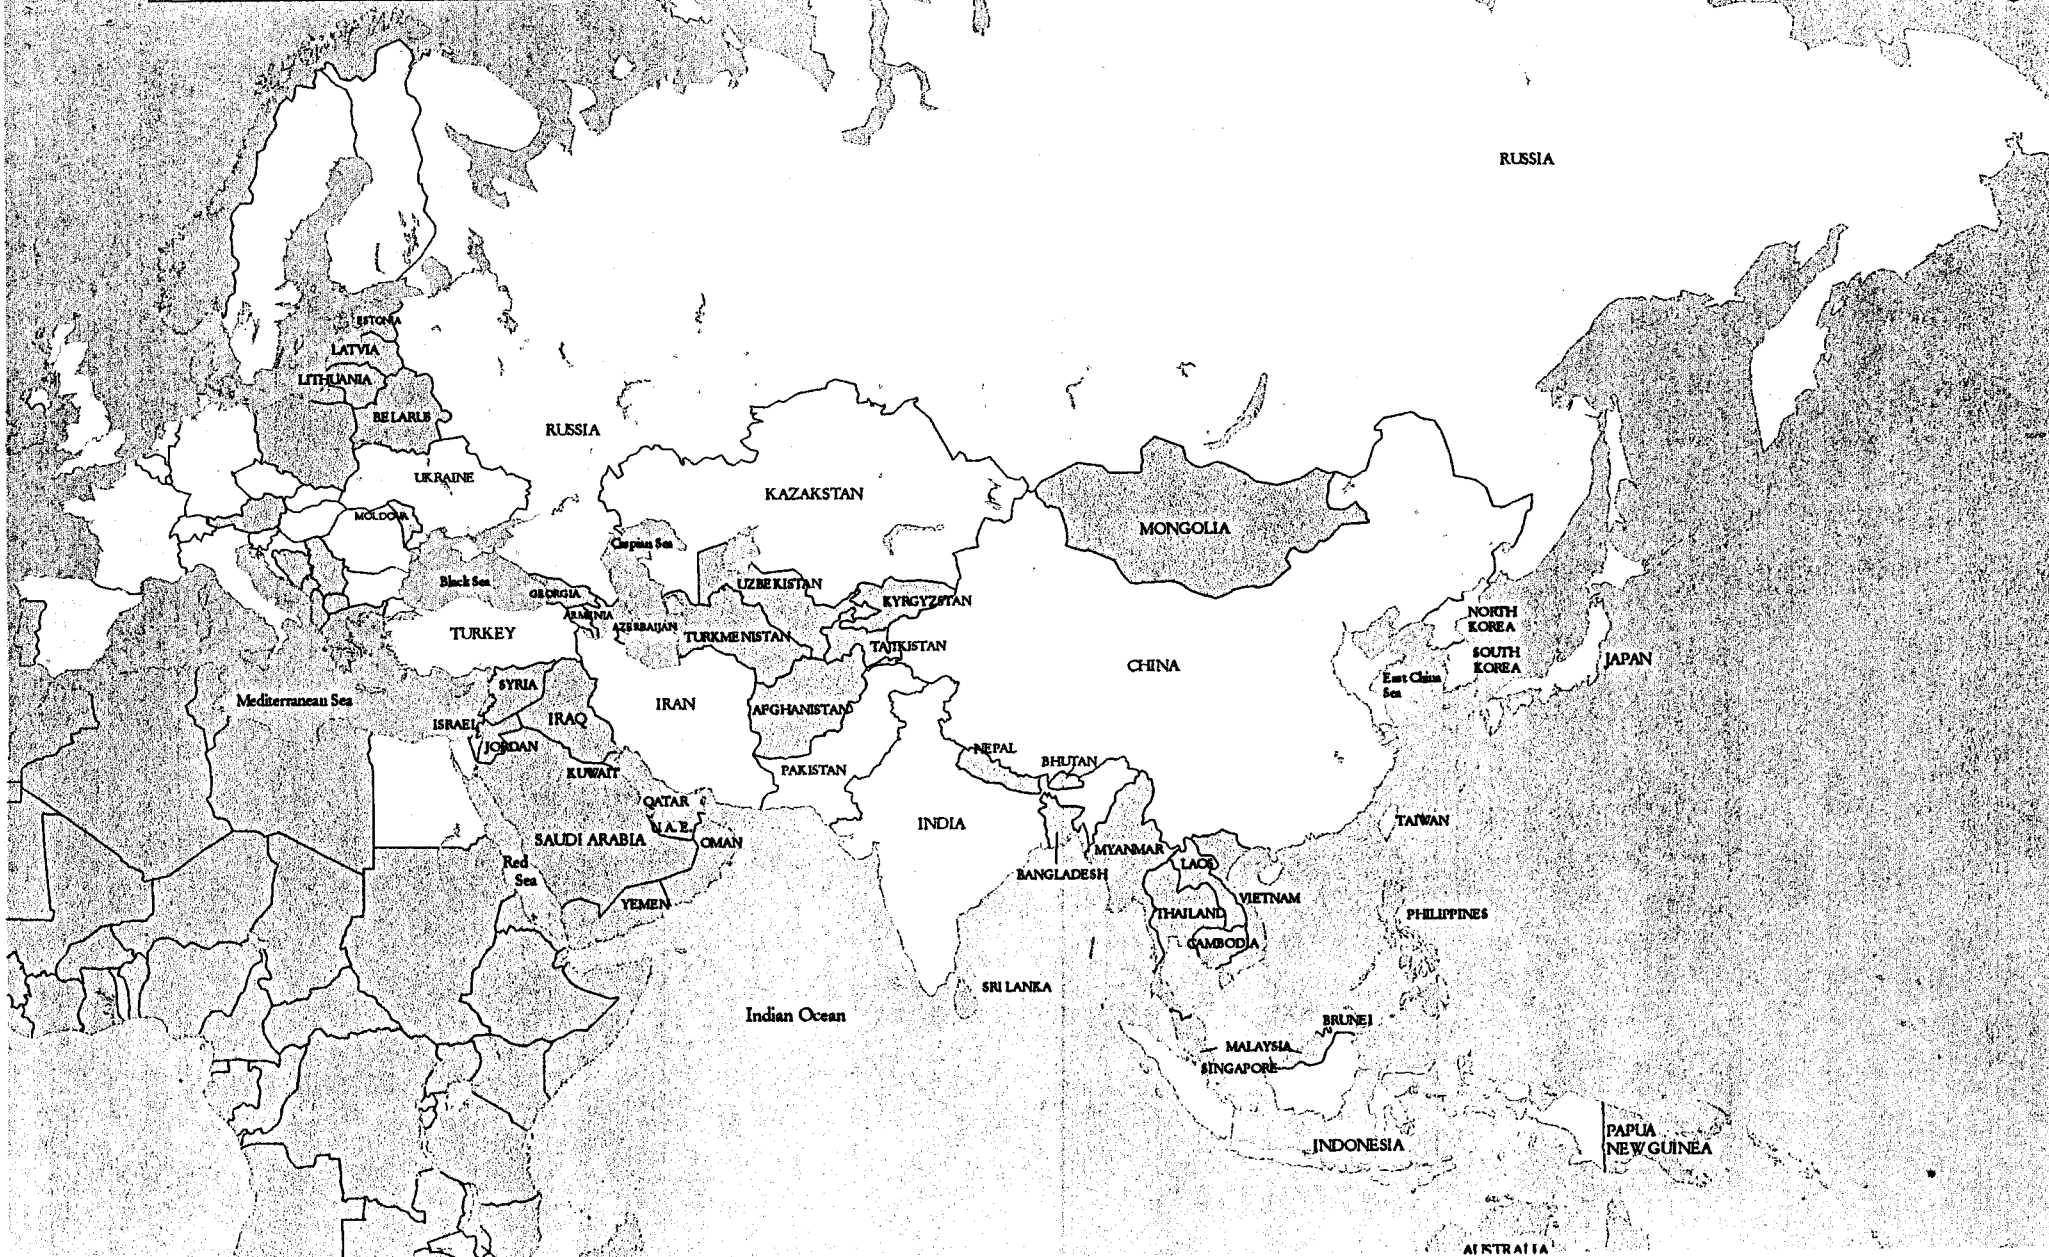 RUSSIA
ESTONIA
LATVIA
LITHUANIA
BELARUS
RUSSIA
UKRAINE
KAZAKSTAN
MOLDOVA
MONGOLIA
Caspian Sea
Black Sea
UZBEKISTAN
GEORGIA
KYRGYZSTAN
ARMENIA
NORTH
KOREA
AZERBAIJAN
TURKEY
TURKMENISTAN
TAJIKISTAN
SOUTH
KOREA
JAPAN
CHINA
East China
Sea
SYRIA
Mediterranean Sea
IRAN
AFGHANISTAN
ISRAEL
IRAQ
JORDAN
NEPAL
BHUTAN
KUWAIT
PAKISTAN
QATAR
U.A.E.
INDIA
TAIWAN
SAUDI ARABIA
OMAN
MYANMAR
Red
Sea
LAOS
BANGLADESH
YEMEN
VIETNAM
THAILAND
PHILIPPINES
CAMBODIA
SRI LANKA
Indian Ocean
BRUNEI
MALAYSIA
SINGAPORE
INDONESIA
PAPUA
NEW GUINEA
AUSTRALIA